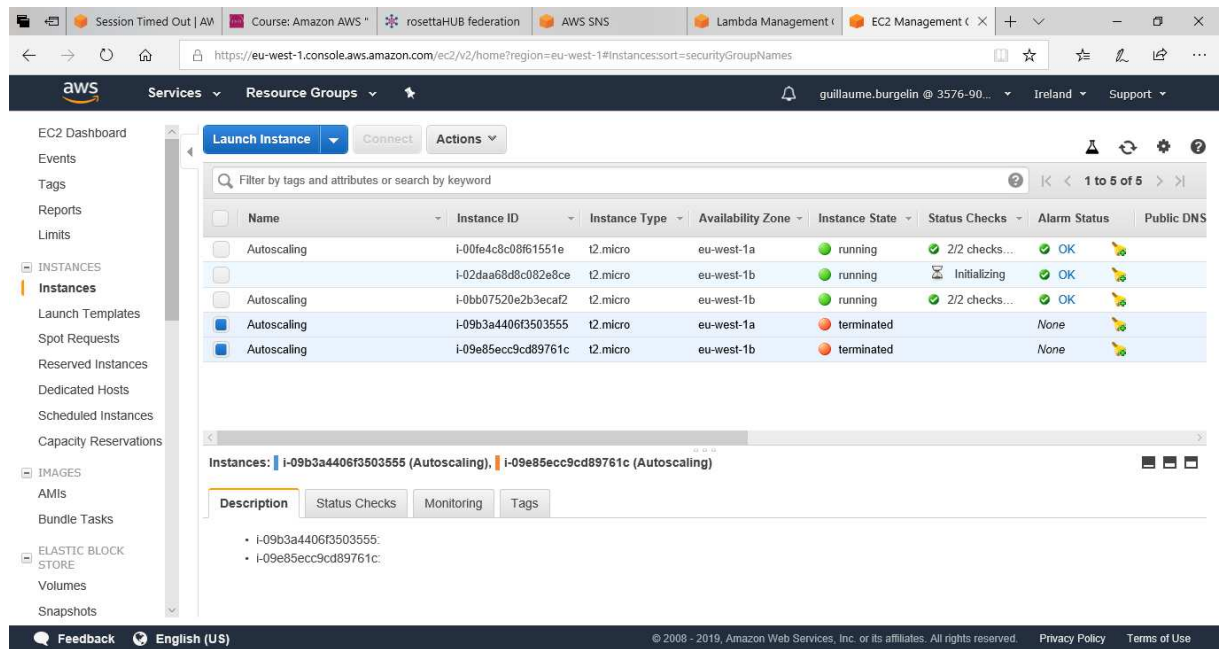 Session Timed Out | AW
Course: Amazon AWS "
rosettaHUB federation
AWS SNS
Lambda Management (
EC2 Management (
https://eu-west-1.console.aws.amazon.com/ec2/v2/home?region=eu-west-1#Instances:sort=securityGroupNames
aws Services Resource Groups guillaume.burgelin @ 3576-90... Ireland Support
EC2 Dashboard
Events
Tags
Reports
Limits
INSTANCES
Instances
Launch Templates
Spot Requests
Reserved Instances
Dedicated Hosts
Scheduled Instances
Capacity Reservations
IMAGES
AMIs
Bundle Tasks
ELASTIC BLOCK
STORE
Volumes
Snapshots
Launch Instance Connect Actions
Filter by tags and attributes or search by keyword 1 to 5 of 5
Name Instance ID Instance Type Availability Zone Instance State Status Checks Alarm Status Public DNS
Autoscaling i-00fe4c8c08f61551e t2.micro eu-west-1a running 2/2 checks... OK
i-02daa68d8c082e8ce t2.micro eu-west-1b running Initializing OK
Autoscaling i-0bb07520e2b3ecaf2 t2.micro eu-west-1b running 2/2 checks... OK
Autoscaling i-09b3a4406f3503555 t2.micro eu-west-1a terminated None
Autoscaling i-09e85ecc9cd89761c t2.micro eu-west-1b terminated None
Instances: i-09b3a4406f3503555 (Autoscaling), i-09e85ecc9cd89761c (Autoscaling)
Description Status Checks Monitoring Tags
• i-09b3a4406f3503555:
• i-09e85ecc9cd89761c:
Feedback English (US) © 2008 - 2019, Amazon Web Services, Inc. or its affiliates. All rights reserved. Privacy Policy Terms of Use